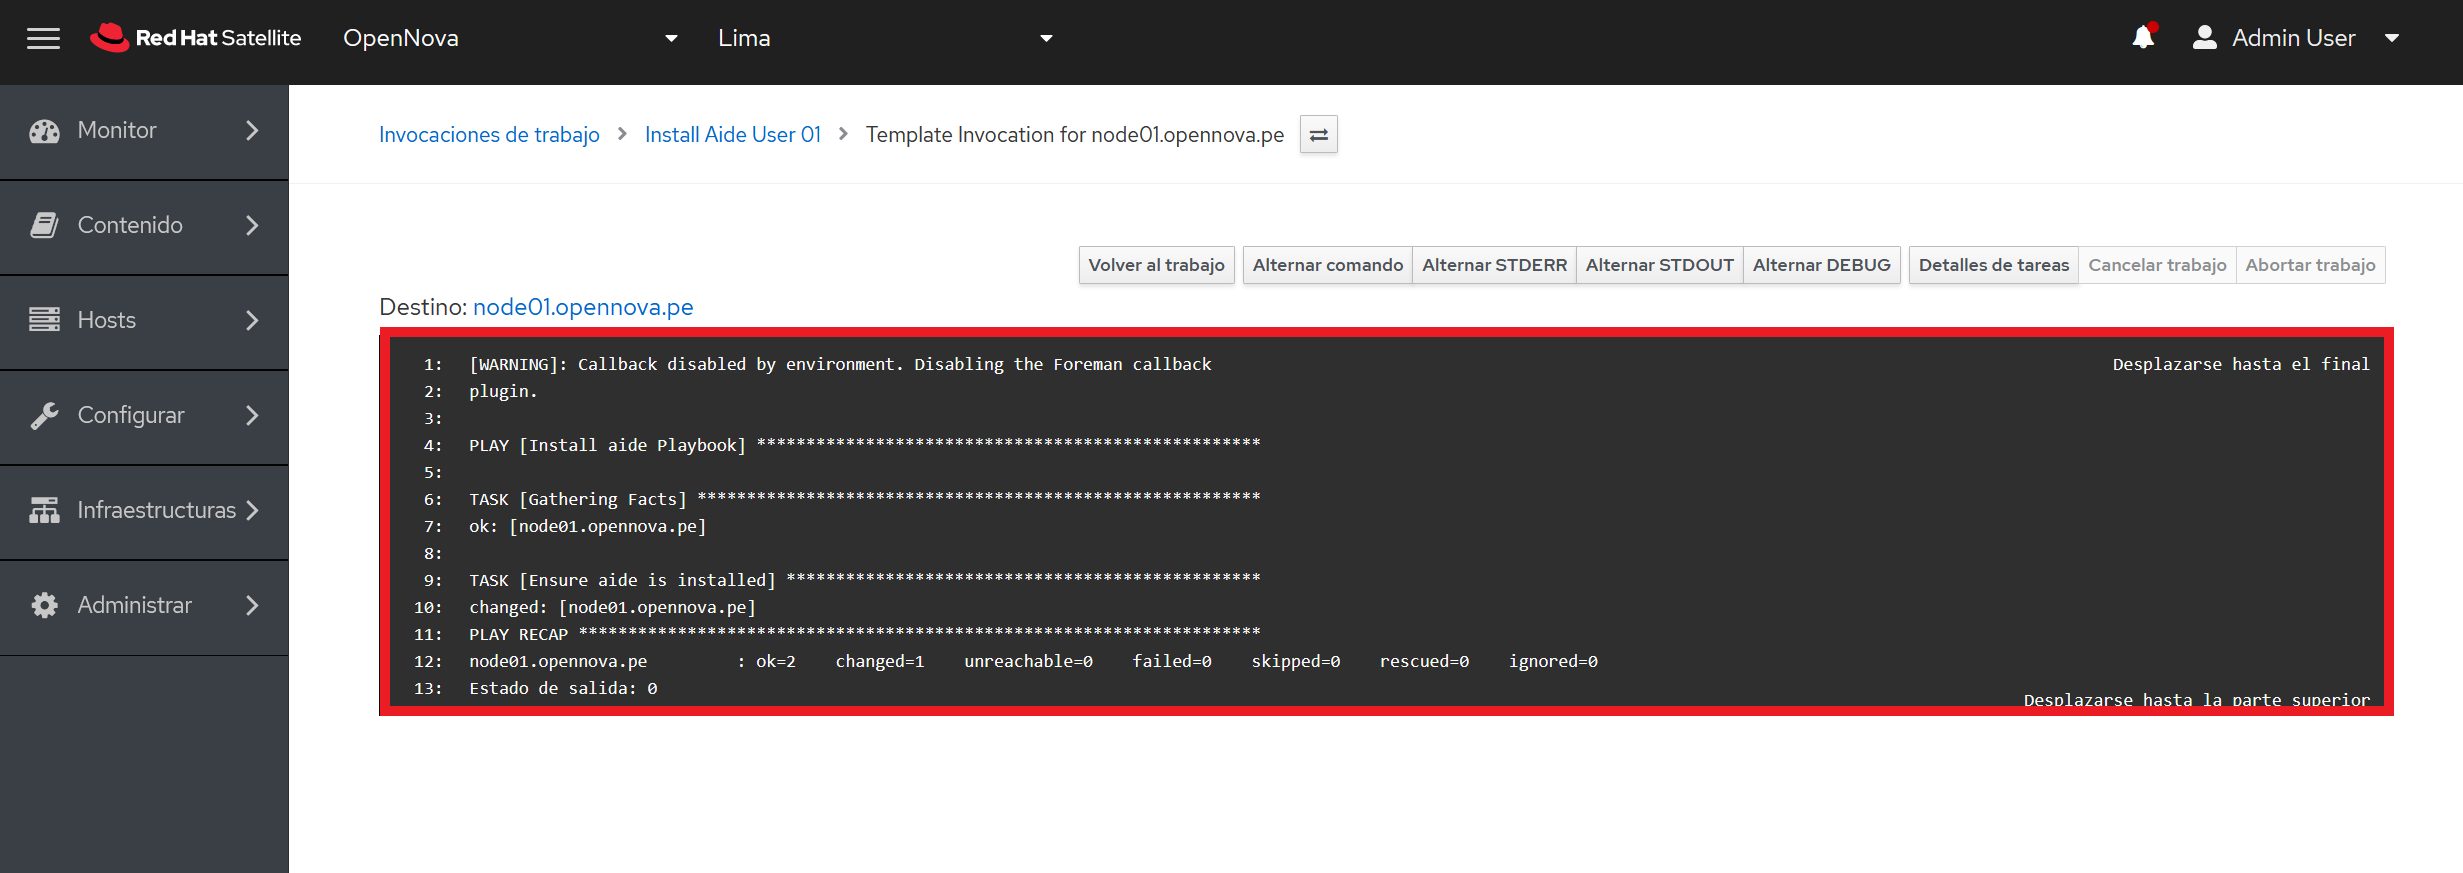 Red Hat Satellite OpenNova Lima Admin User
Monitor
Contenido
Hosts
Configurar
Infraestructuras
Administrar
Invocaciones de trabajo > Install Aide User 01 > Template Invocation for node01.opennova.pe
Volver al trabajo Alternar comando Alternar STDERR Alternar STDOUT Alternar DEBUG Detalles de tareas Cancelar trabajo Abortar trabajo
Destino: node01.opennova.pe
Desplazarse hasta el final
1: [WARNING]: Callback disabled by environment. Disabling the Foreman callback
2: plugin.
3:
4: PLAY [Install aide Playbook] ***************************************************
5:
6: TASK [Gathering Facts] *********************************************************
7: ok: [node01.opennova.pe]
8:
9: TASK [Ensure aide is installed] ************************************************
10: changed: [node01.opennova.pe]
11: PLAY RECAP *********************************************************************
12: node01.opennova.pe : ok=2 changed=1 unreachable=0 failed=0 skipped=0 rescued=0 ignored=0
13: Estado de salida: 0
Desplazarse hasta la parte superior